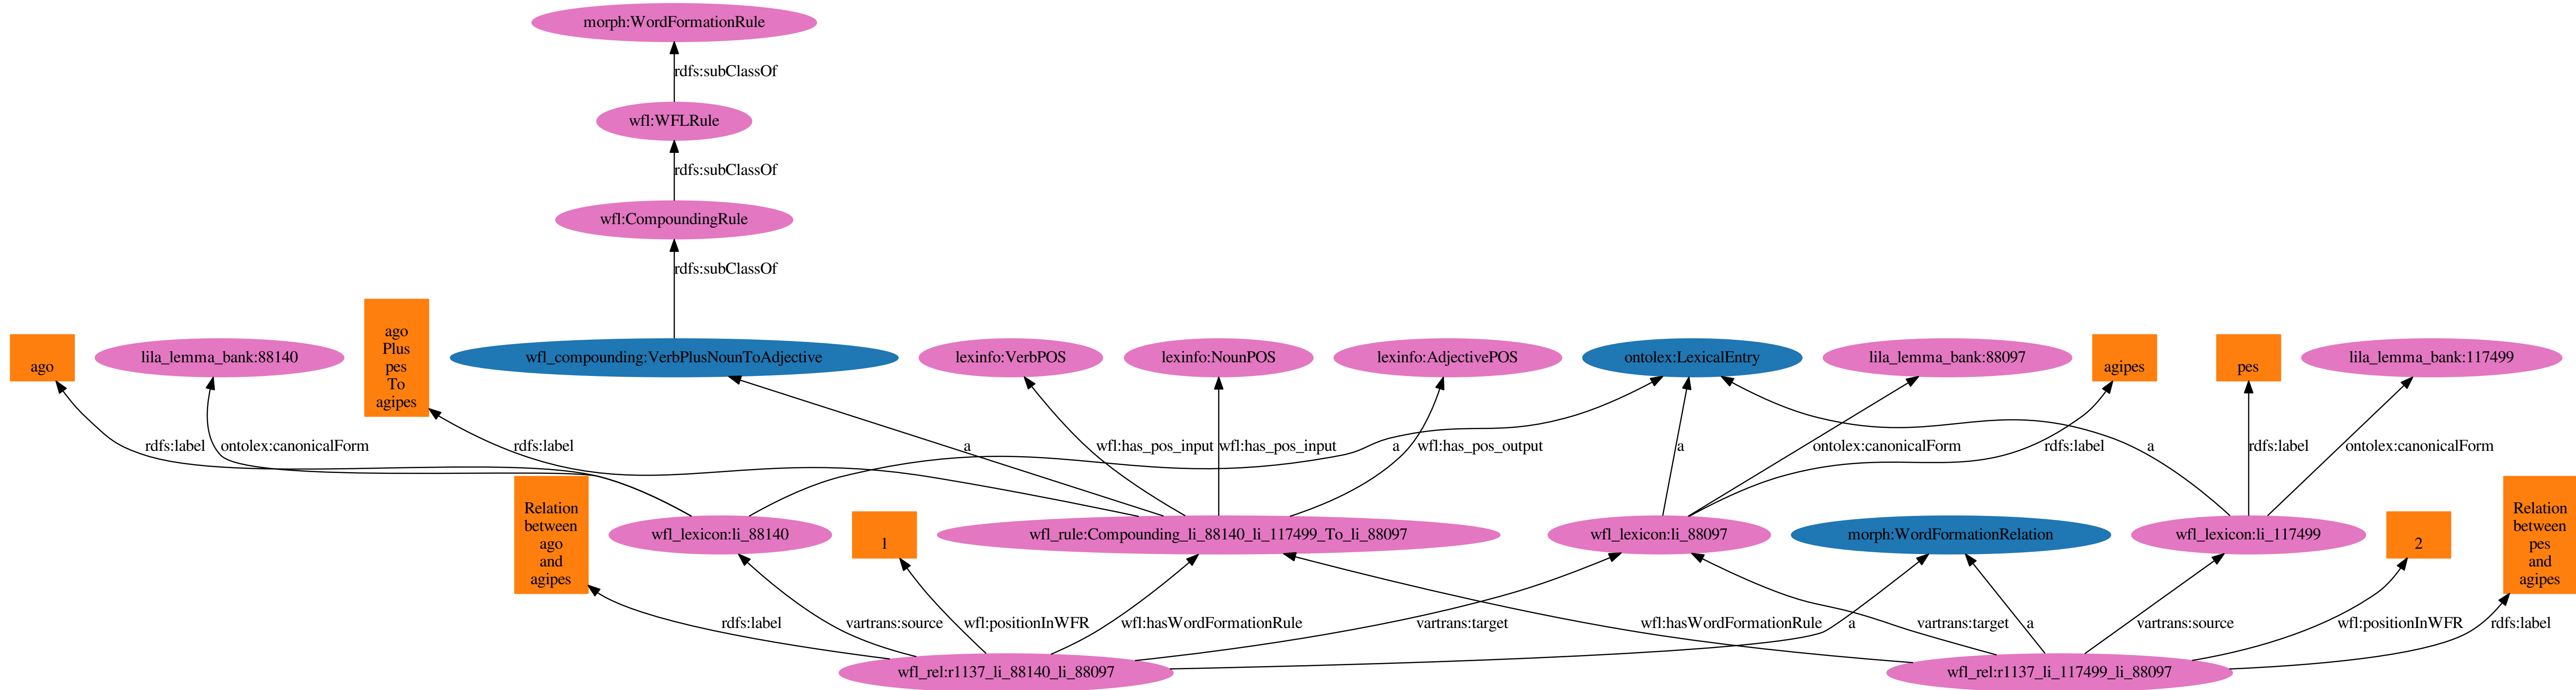 morph:WordFormationRule
rdfs:subClassOf
wfl:WFLRule
rdfs:subClassOf
wfl:CompoundingRule
rdfs:subClassOf
ago
lila_lemma_bank:88140
ago
Plus
pes
To
agipes
wfl_compounding:VerbPlusNounToAdjective
lexinfo:VerbPOS
lexinfo:NounPOS
lexinfo:AdjectivePOS
ontolex:LexicalEntry
lila_lemma_bank:88097
agipes
pes
lila_lemma_bank:117499
rdfs:label
ontolex:canonicalForm
rdfs:label
a
wfl:has_pos_input
wfl:has_pos_input
a
wfl:has_pos_output
a
ontolex:canonicalForm
rdfs:label
a
rdfs:label
ontolex:canonicalForm
Relation
between
ago
and
agipes
wfl_lexicon:li_88140
1
wfl_rule:Compounding_li_88140_li_117499_To_li_88097
wfl_lexicon:li_88097
morph:WordFormationRelation
wfl_lexicon:li_117499
2
Relation
between
pes
and
agipes
rdfs:label
vartrans:source
wfl:positionInWFR
wfl:hasWordFormationRule
vartrans:target
wfl:hasWordFormationRule
a
vartrans:target
a
vartrans:source
wfl:positionInWFR
rdfs:label
wfl_rel:r1137_li_88140_li_88097
wfl_rel:r1137_li_117499_li_88097